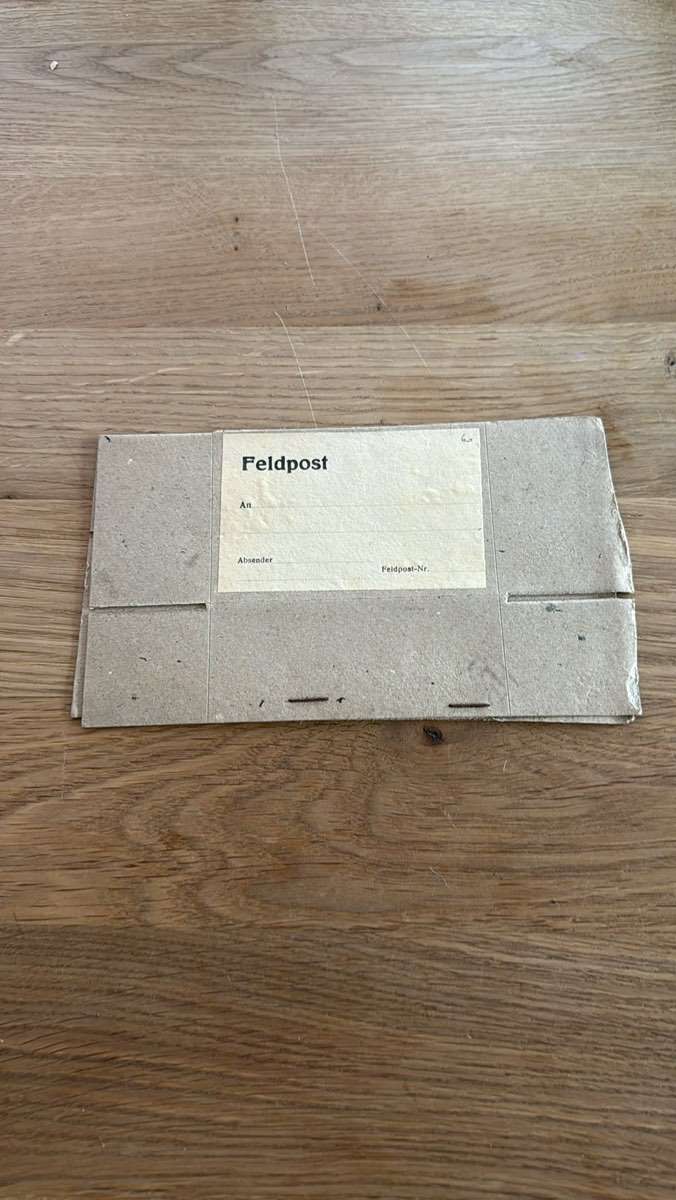 Feldpost
An
Absender
Feldpost-Nr.